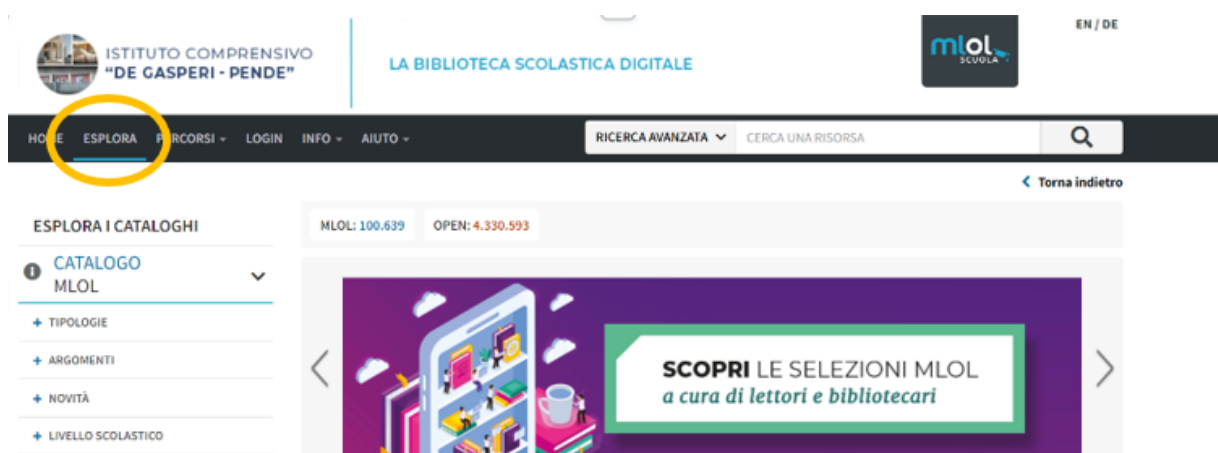 EN / DE
ISTITUTO COMPRENSIVO
"DE GASPERI - PENDE"
LA BIBLIOTECA SCOLASTICA DIGITALE
mlol
SCUOLA
HOME ESPLORA PERCORSI LOGIN INFO AIUTO
RICERCA AVANZATA CERCA UNA RISORSA
Torna indietro
ESPLORA I CATALOGHI
MLOL: 100.639 OPEN: 4.330.593
CATALOGO
MLOL
+ TIPOLOGIE
+ ARGOMENTI
+ NOVITÀ
+ LIVELLO SCOLASTICO
SCOPRI LE SELEZIONI MLOL
a cura di lettori e bibliotecari